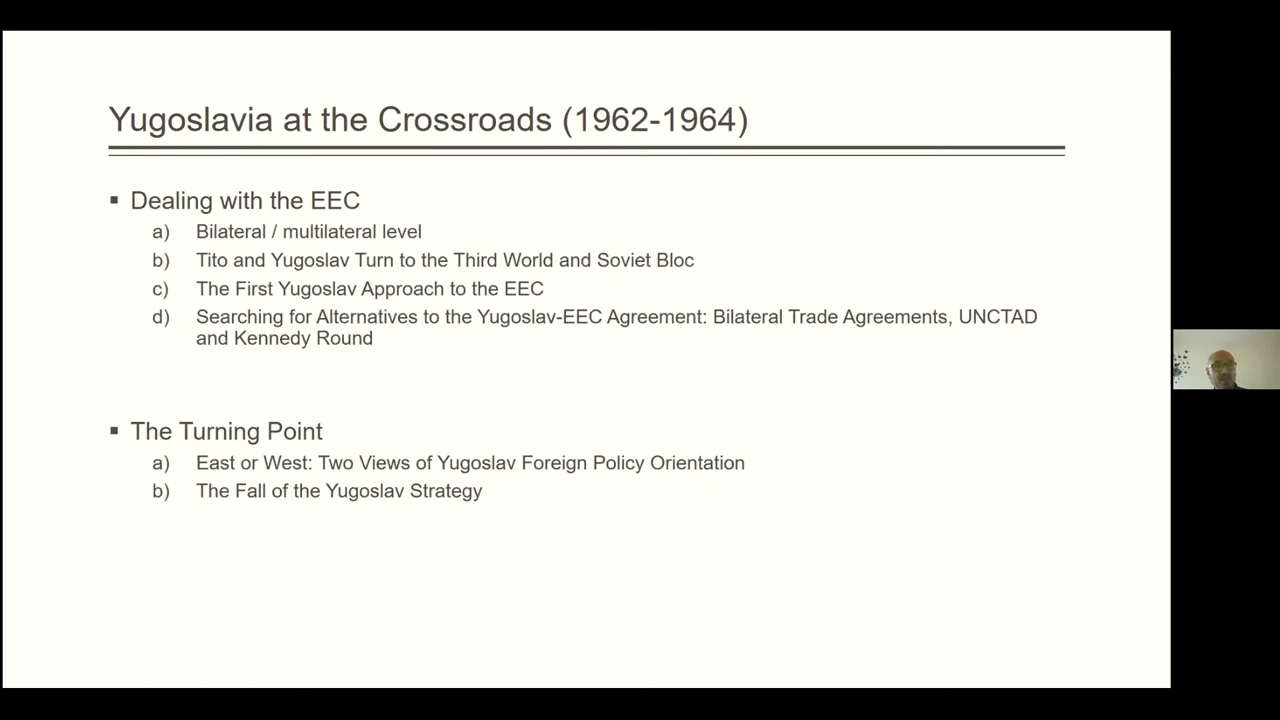 Yugoslavia at the Crossroads (1962-1964)
▪ Dealing with the EEC
a) Bilateral / multilateral level
b) Tito and Yugoslav Turn to the Third World and Soviet Bloc
c) The First Yugoslav Approach to the EEC
d) Searching for Alternatives to the Yugoslav-EEC Agreement: Bilateral Trade Agreements, UNCTAD
and Kennedy Round
▪ The Turning Point
a) East or West: Two Views of Yugoslav Foreign Policy Orientation
b) The Fall of the Yugoslav Strategy